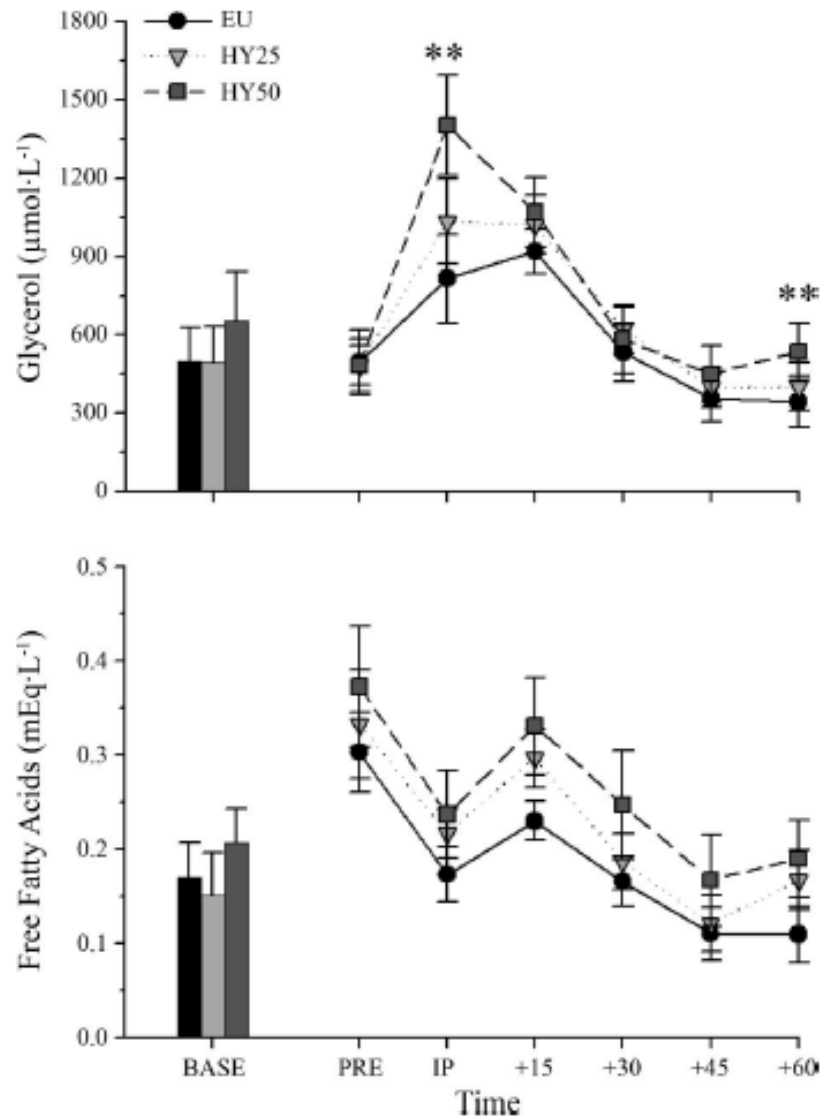 EU
HY25
HY50
Glycerol (µmol·L⁻¹)
1800
1500
1200
900
600
300
0
**
**
Free Fatty Acids (mEq·L⁻¹)
0.5
0.4
0.3
0.2
0.1
0.0
BASE PRE IP +15 +30 +45 +60
Time